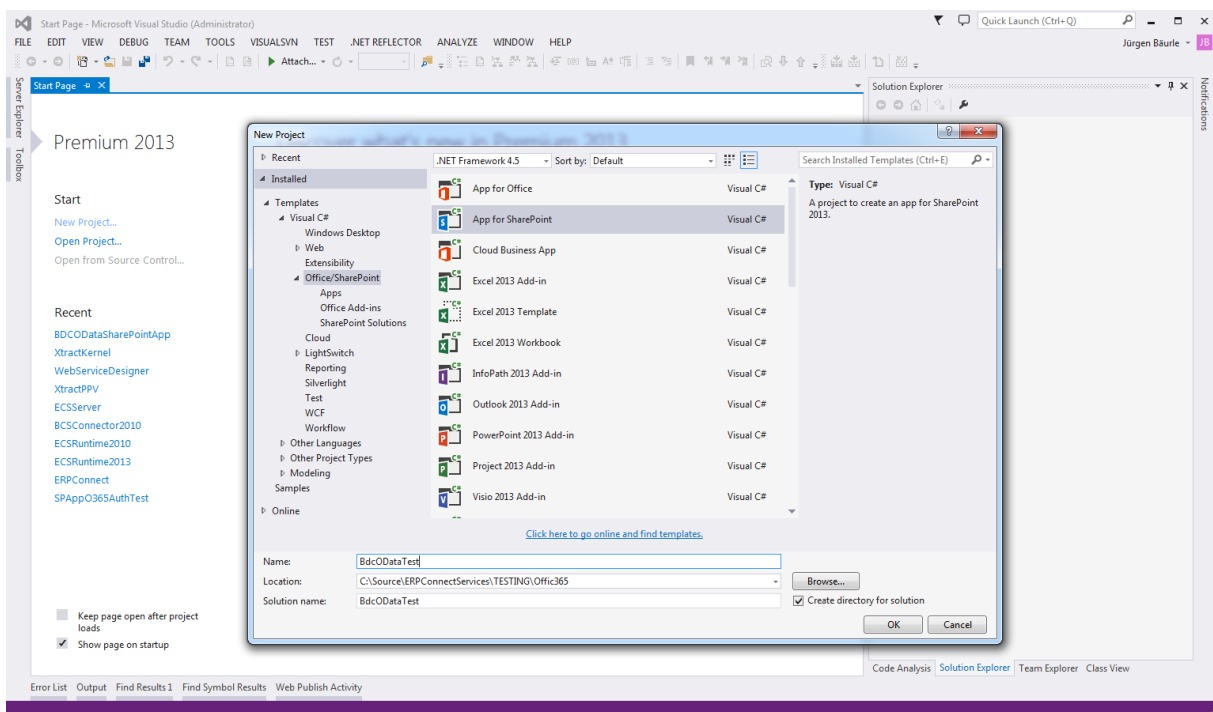 Start Page - Microsoft Visual Studio (Administrator)
Quick Launch (Ctrl+Q)
FILE EDIT VIEW DEBUG TEAM TOOLS VISUALSVN TEST .NET REFLECTOR ANALYZE WINDOW HELP
Jürgen Bäurle JB
Attach...
Server Explorer
Toolbox
Start Page
Solution Explorer
Notifications
Premium 2013
Discover what's new in Premium 2013
Start
New Project...
Open Project...
Open from Source Control...
Recent
BDCODataSharePointApp
XtractKernel
WebServiceDesigner
XtractPPV
ECSServer
BCSConnector2010
ECSRuntime2010
ECSRuntime2013
ERPConnect
SPAppO365AuthTest
Keep page open after project
loads
Show page on startup
New Project
Recent
.NET Framework 4.5 Sort by: Default
Search Installed Templates (Ctrl+E)
Installed
Templates
Visual C#
Windows Desktop
Web
Extensibility
Office/SharePoint
Apps
Office Add-ins
SharePoint Solutions
Cloud
LightSwitch
Reporting
Silverlight
Test
WCF
Workflow
Other Languages
Other Project Types
Modeling
Samples
Online
App for Office Visual C#
App for SharePoint Visual C#
Cloud Business App Visual C#
Excel 2013 Add-in Visual C#
Excel 2013 Template Visual C#
Excel 2013 Workbook Visual C#
InfoPath 2013 Add-in Visual C#
Outlook 2013 Add-in Visual C#
PowerPoint 2013 Add-in Visual C#
Project 2013 Add-in Visual C#
Visio 2013 Add-in Visual C#
Type: Visual C#
A project to create an app for SharePoint
2013.
Click here to go online and find templates.
Name: BdcODataTest
Location: C:\Source\ERPConnectServices\TESTING\Offic365
Browse...
Solution name: BdcODataTest
Create directory for solution
OK Cancel
Code Analysis Solution Explorer Team Explorer Class View
Error List Output Find Results 1 Find Symbol Results Web Publish Activity